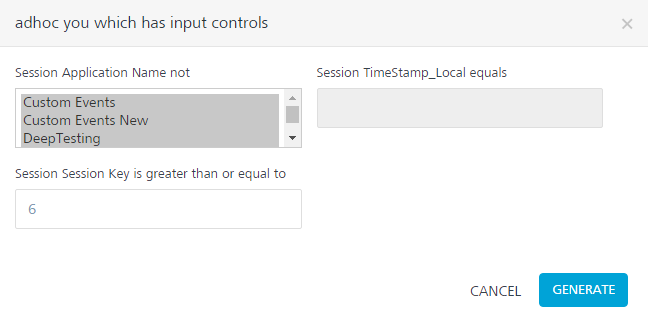 adhoc you which has input controls
×
Session Application Name not
Session TimeStamp_Local equals
Custom Events
Custom Events New
DeepTesting
Session Session Key is greater than or equal to
6
CANCEL
GENERATE